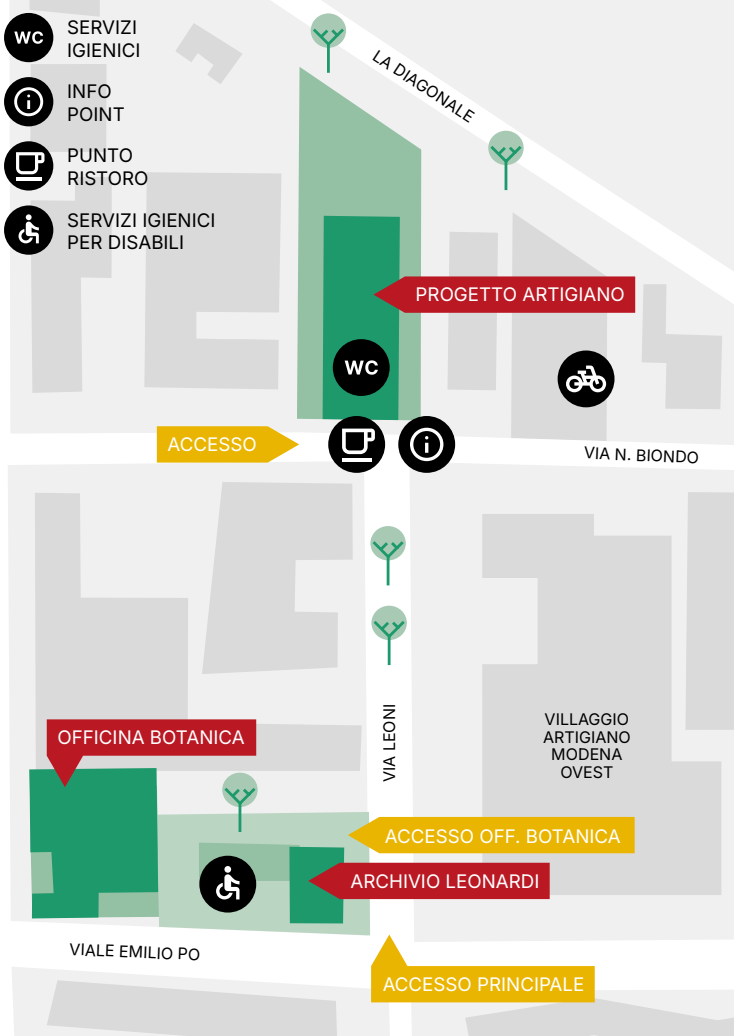 WC
SERVIZI
IGIENICI
INFO
POINT
PUNTO
RISTORO
SERVIZI IGIENICI
PER DISABILI
LA DIAGONALE
PROGETTO ARTIGIANO
WC
ACCESSO
VIA N. BIONDO
VIA LEONI
OFFICINA BOTANICA
VILLAGGIO
ARTIGIANO
MODENA
OVEST
ACCESSO OFF. BOTANICA
ARCHIVIO LEONARDI
VIALE EMILIO PO
ACCESSO PRINCIPALE